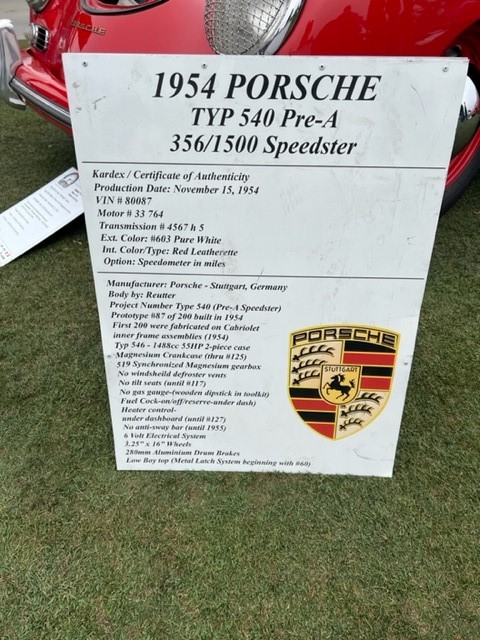 PORSCHE
1954 PORSCHE
TYP 540 Pre-A
356/1500 Speedster
Kardex / Certificate of Authenticity
Production Date: November 15, 1954
VIN # 80087
Motor # 33 764
Transmission # 4567 h 5
Ext. Color: #603 Pure White
Int. Color/Type: Red Leatherette
Option: Speedometer in miles
Manufacturer: Porsche - Stuttgart, Germany
Body by: Reutter
Project Number Type 540 (Pre-A Speedster)
Prototype #87 of 200 built in 1954
First 200 were fabricated on Cabriolet
inner frame assemblies (1954)
Typ 546 - 1488cc 55HP 2-piece case
Magnesium Crankcase (thru #125)
519 Synchronized Magnesium gearbox
No windsheild defroster vents
No tilt seats (until #117)
No gas gauge-(wooden dipstick in toolkit)
Fuel Cock-on/off/reserve-under dash)
Heater control-
under dashboard (until #127)
No anti-sway bar (until 1955)
6 Volt Electrical System
3.25" x 16" Wheels
280mm Aluminium Drum Brakes
Low Boy top (Metal Latch System beginning with #60)
PORSCHE
STUTTGART